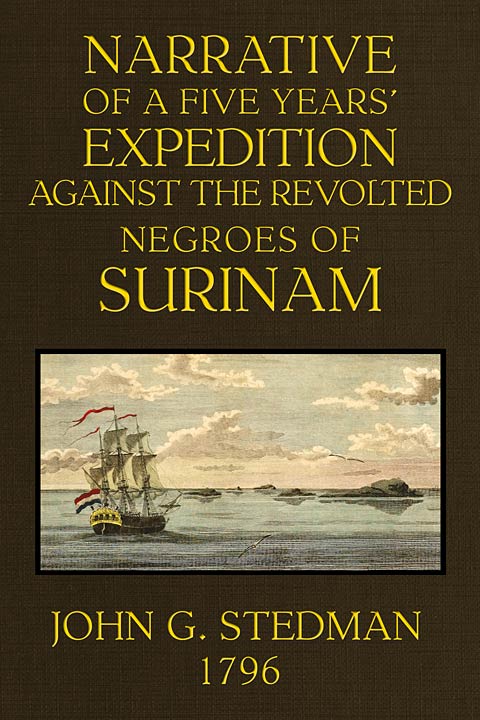 NARRATIVE
OF A FIVE YEARS’
EXPEDITION
AGAINST THE REVOLTED
NEGROES OF
SURINAM
JOHN G. STEDMAN
1796